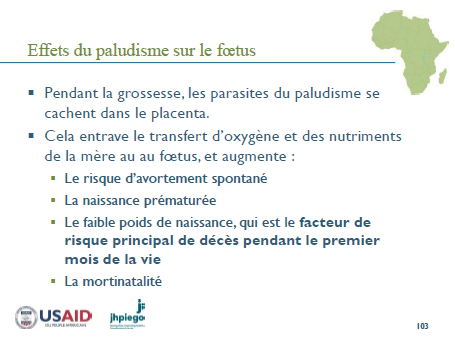 Effets du paludisme sur le fœtus
Pendant la grossesse, les parasites du paludisme se
cachent dans le placenta.
Cela entrave le transfert d'oxygène et des nutriments
de la mère au au fœtus, et augmente :
Le risque d'avortement spontané
La naissance prématurée
Le faible poids de naissance, qui est le facteur de
risque principal de décès pendant le premier
mois de la vie
La mortinatalité
USAID
jhpiego
103